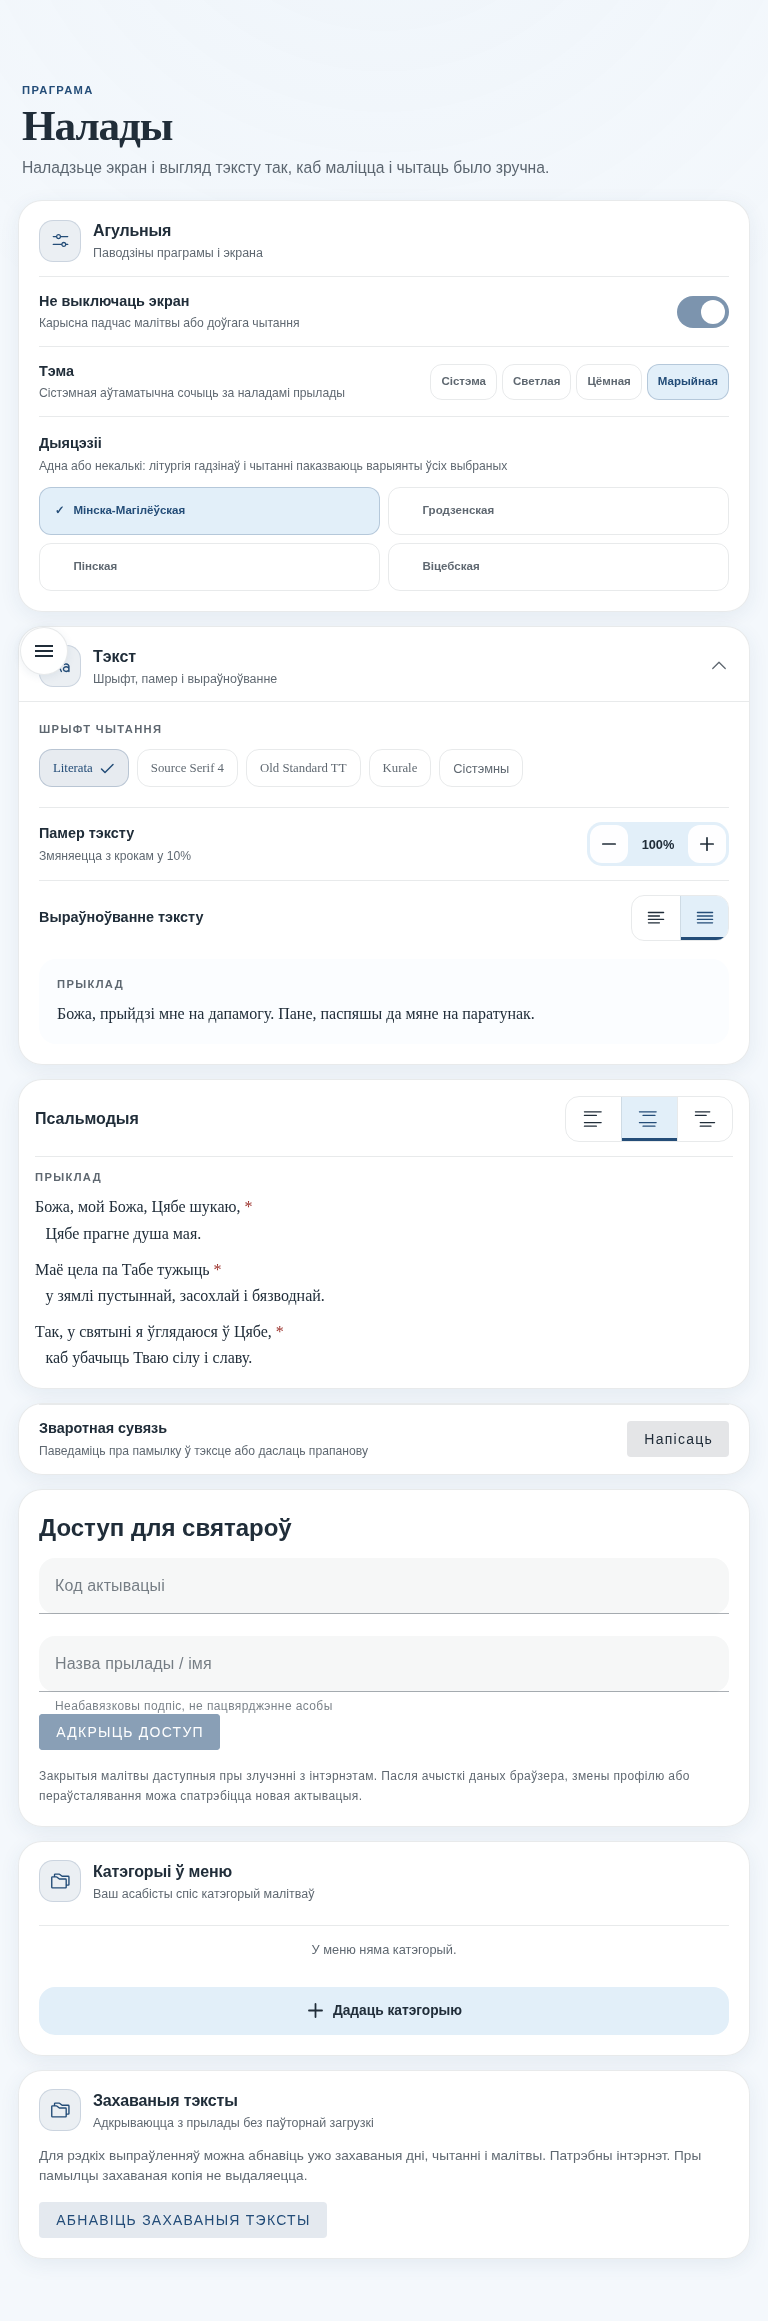 ПРАГРАМА
Налады
Наладзьце экран і выгляд тэксту так, каб маліцца і чытаць было зручна.
Агульныя
Паводзіны праграмы і экрана
Не выключаць экран
Карысна падчас малітвы або доўгага чытання
Тэма
Сістэмная аўтаматычна сочыць за наладамі прылады
Сістэма Светлая Цёмная Марыйная
Дыяцэзіі
Адна або некалькі: літургія гадзінаў і чытанні паказваюць варыянты ўсіх выбраных
✓ Мінска-Магілёўская Гродзенская
Пінская Віцебская
Тэкст
Шрыфт, памер і выраўноўванне
ШРЫФТ ЧЫТАННЯ
Literata Source Serif 4 Old Standard TT Kurale Сістэмны
Памер тэксту
Змяняецца з крокам у 10%
100%
Выраўноўванне тэксту
ПРЫКЛАД
Божа, прыйдзі мне на дапамогу. Пане, паспяшы да мяне на паратунак.
Псальмодыя
ПРЫКЛАД
Божа, мой Божа, Цябе шукаю, *
Цябе прагне душа мая.
Маё цела па Табе тужыць *
у зямлі пустыннай, засохлай і бязводнай.
Так, у святыні я ўглядаюся ў Цябе, *
каб убачыць Тваю сілу і славу.
Зваротная сувязь
Паведаміць пра памылку ў тэксце або даслаць прапанову
Напісаць
Доступ для святароў
Код актывацыі
Назва прылады / імя
Неабавязковы подпіс, не пацвярджэнне асобы
АДКРЫЦЬ ДОСТУП
Закрытыя малітвы даступныя пры злучэнні з інтэрнэтам. Пасля ачысткі даных браўзера, змены профілю або
пераўсталявання можа спатрэбіцца новая актывацыя.
Катэгорыі ў меню
Ваш асабісты спіс катэгорый малітваў
У меню няма катэгорый.
Дадаць катэгорыю
Захаваныя тэксты
Адкрываюцца з прылады без паўторнай загрузкі
Для рэдкіх выпраўленняў можна абнавіць ужо захаваныя дні, чытанні і малітвы. Патрэбны інтэрнэт. Пры
памылцы захаваная копія не выдаляецца.
АБНАВІЦЬ ЗАХАВАНЫЯ ТЭКСТЫ